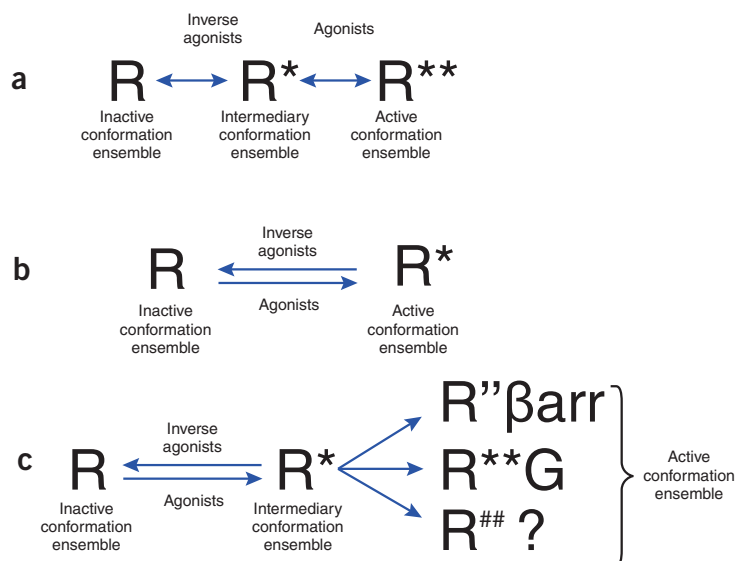 a
Inverse
agonists
Agonists
R
R*
R**
Inactive
conformation
ensemble
Intermediary
conformation
ensemble
Active
conformation
ensemble
b
Inverse
agonists
R
R*
Agonists
Inactive
conformation
ensemble
Active
conformation
ensemble
c
Inverse
agonists
R
R*
Agonists
Inactive
conformation
ensemble
Intermediary
conformation
ensemble
R”βarr
R**G
R## ?
Active
conformation
ensemble